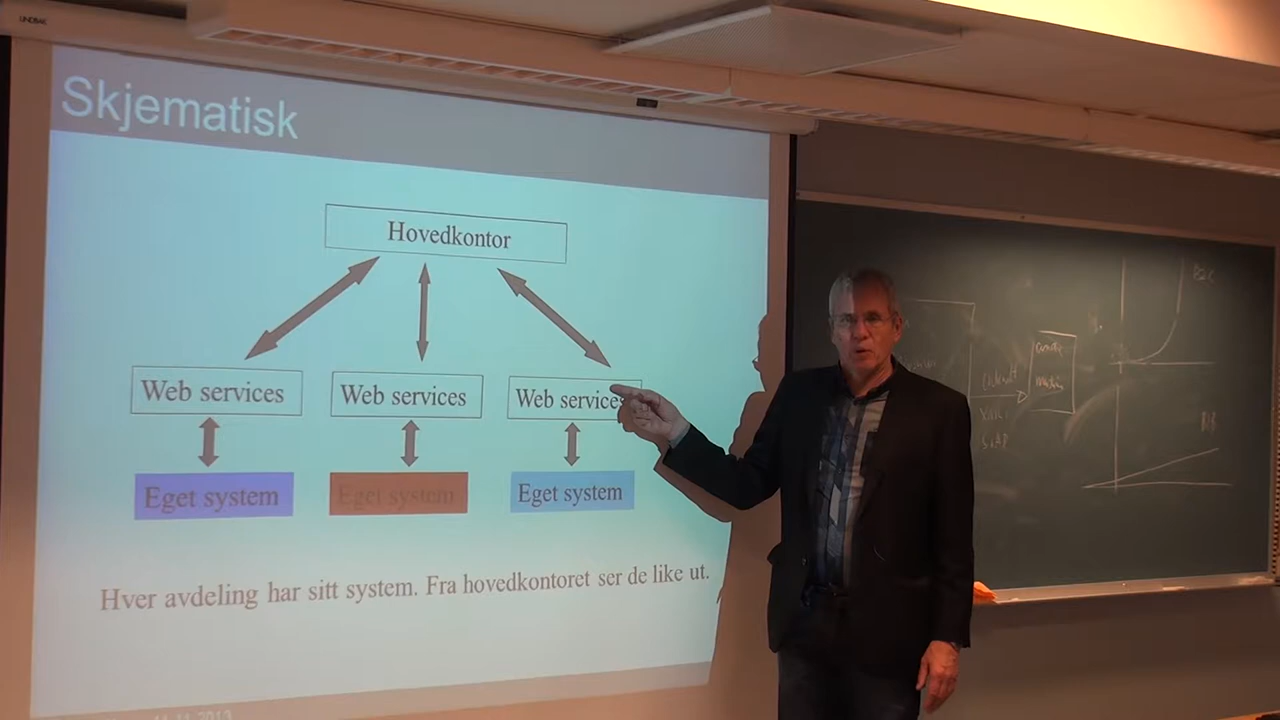 LINDBAK
Skjematisk
Hovedkontor
Web services
Web services
Web services
Eget system
Eget system
Eget system
Hver avdeling har sitt system. Fra hovedkontoret ser de like ut.